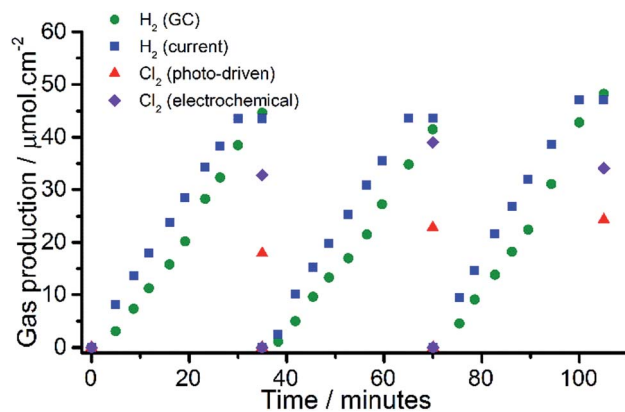 H₂ (GC)
H₂ (current)
Cl₂ (photo-driven)
Cl₂ (electrochemical)
60
50
40
30
20
10
0
Gas production / μmol.cm⁻²
0 20 40 60 80 100
Time / minutes